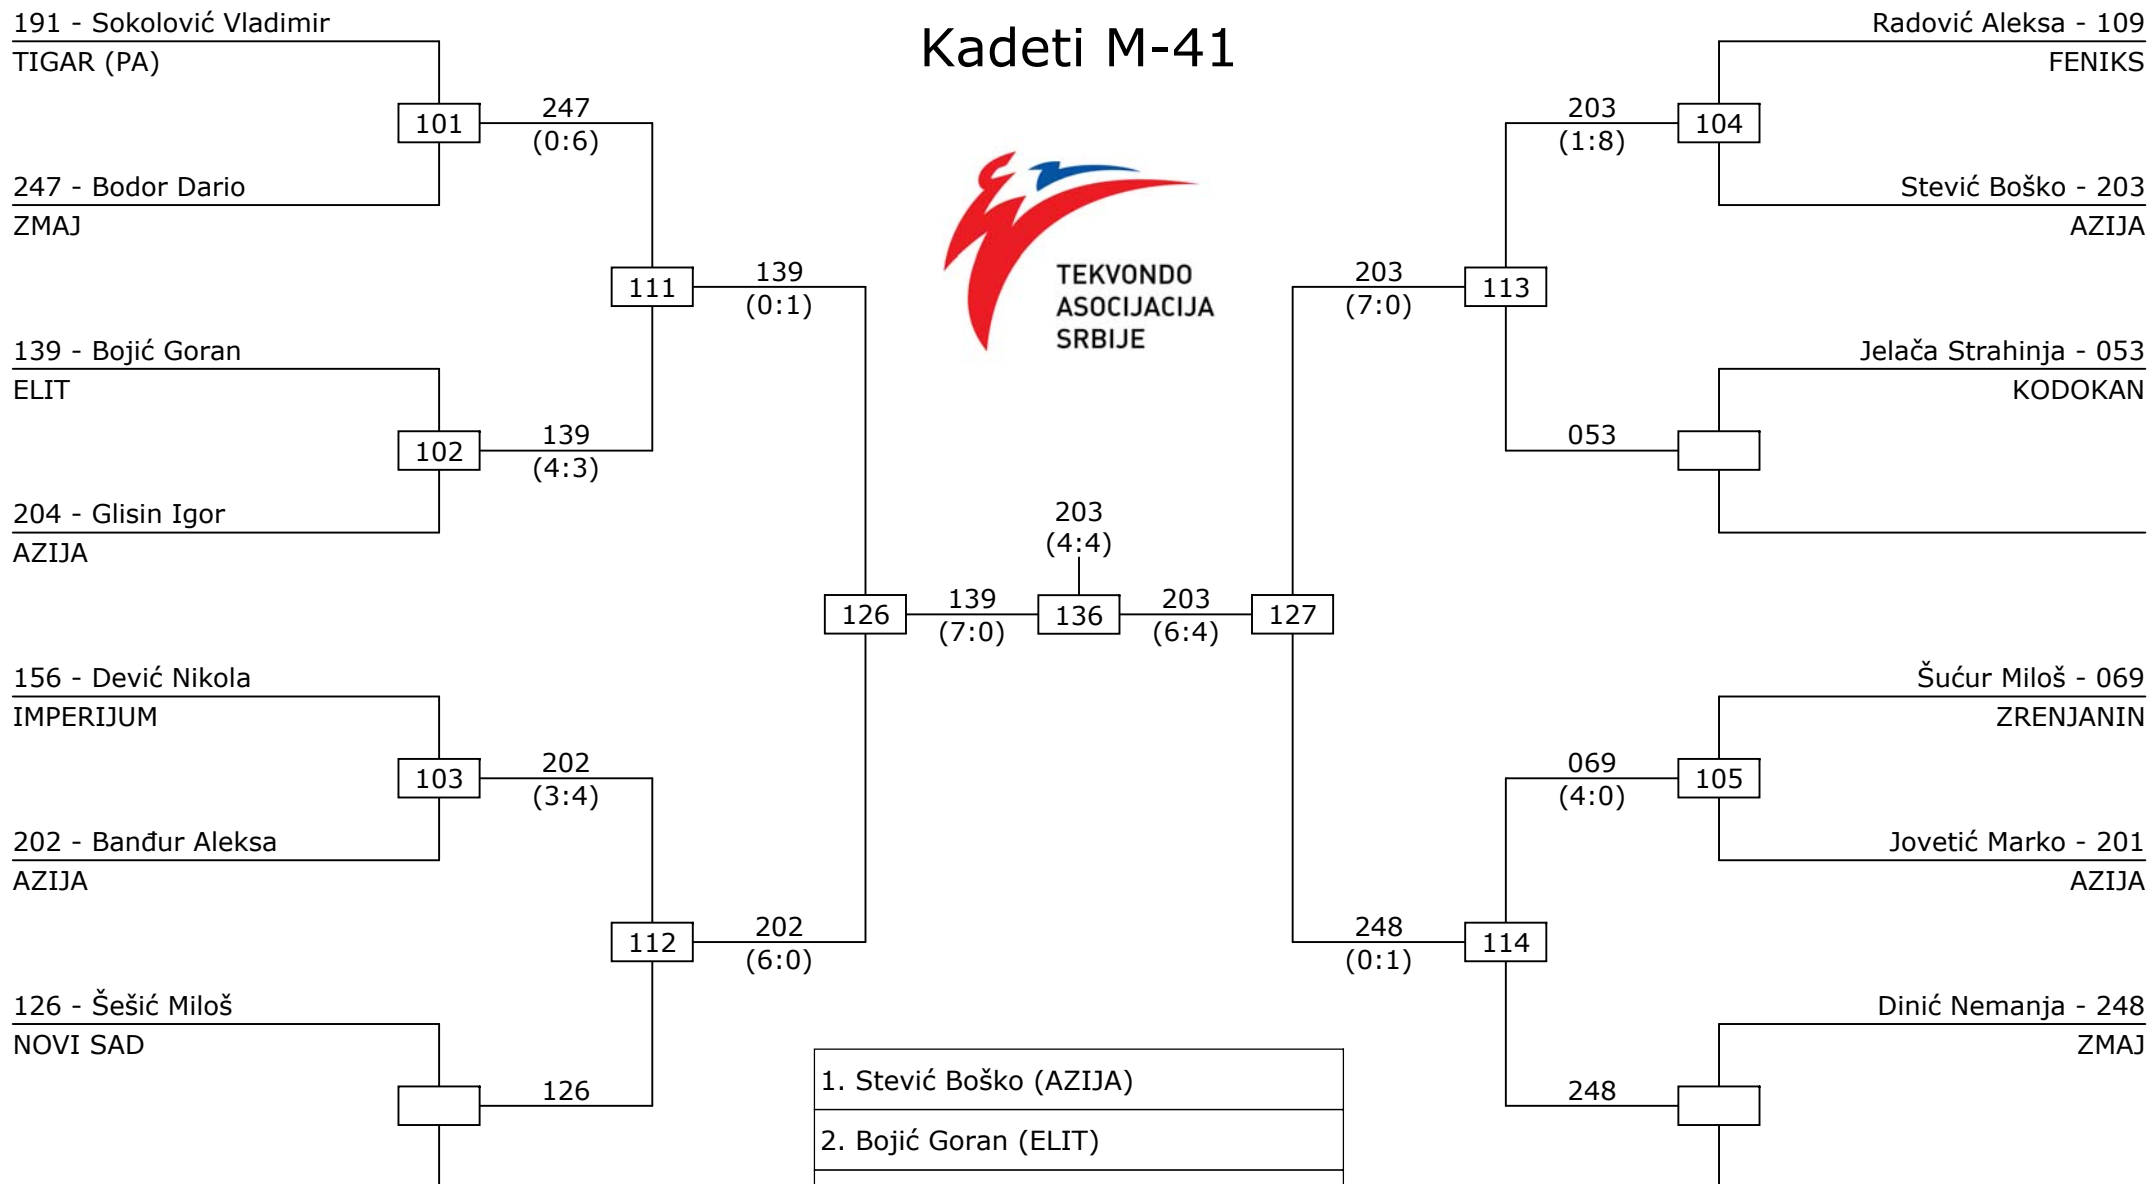 Kadeti M-41
191 - Sokolović Vladimir
TIGAR (PA)
101
247
(0:6)
247 - Bodor Dario
ZMAJ
111
139
(0:1)
139 - Bojić Goran
ELIT
102
139
(4:3)
204 - Glisin Igor
AZIJA
126
139
(7:0)
156 - Dević Nikola
IMPERIJUM
103
202
(3:4)
202 - Banđur Aleksa
AZIJA
112
202
(6:0)
126 - Šešić Miloš
NOVI SAD
126
TEKVONDO
ASOCIJACIJA
SRBIJE
203
(4:4)
136
203
(6:4)
127
Radović Aleksa - 109
FENIKS
203
(1:8)
104
Stević Boško - 203
AZIJA
203
(7:0)
113
Jelača Strahinja - 053
KODOKAN
053
Šućur Miloš - 069
ZRENJANIN
069
(4:0)
105
Jovetić Marko - 201
AZIJA
248
(0:1)
114
Dinić Nemanja - 248
ZMAJ
248
1. Stević Boško (AZIJA)
2. Bojić Goran (ELIT)